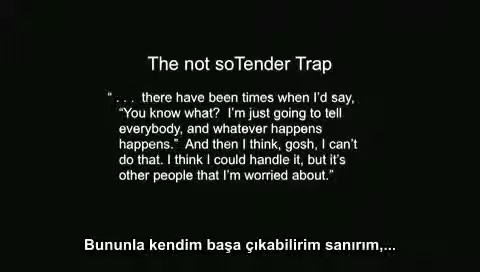 The not soTender Trap
“ . . .  there have been times when I’d say,
“You know what?  I’m just going to tell
everybody, and whatever happens
happens.”  And then I think, gosh, I can’t
do that. I think I could handle it, but it’s
other people that I’m worried about.”
Bununla kendim başa çıkabilirim sanırım,...